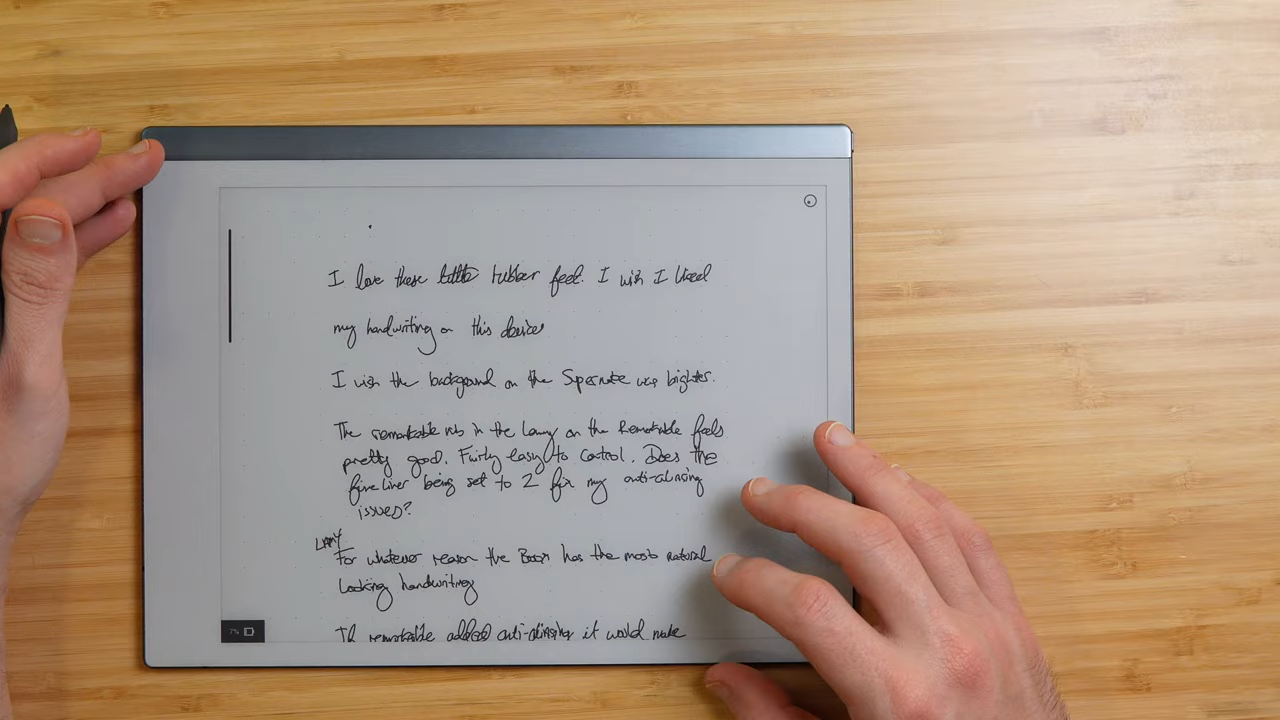 I love these rubber feel. I wish I liked
my handwriting on this device
I wish the background on the Supernote was brighter.
The remarkable nib in the Lamy on the Remarkable feels
pretty good. Fairly easy to control. Does the
fineliner being set to 2 fix my anti-aliasing
issues?
LAMY
For whatever reason the Boox has the most natural
looking handwriting
If remarkable added anti-aliasing it would make
7%